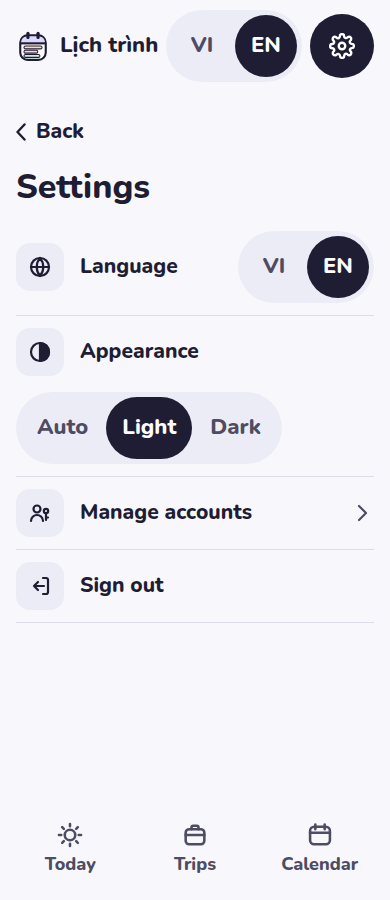 Lịch trình
VI EN
Back
Settings
Language
VI EN
Appearance
Auto Light Dark
Manage accounts
Sign out
Today Trips Calendar